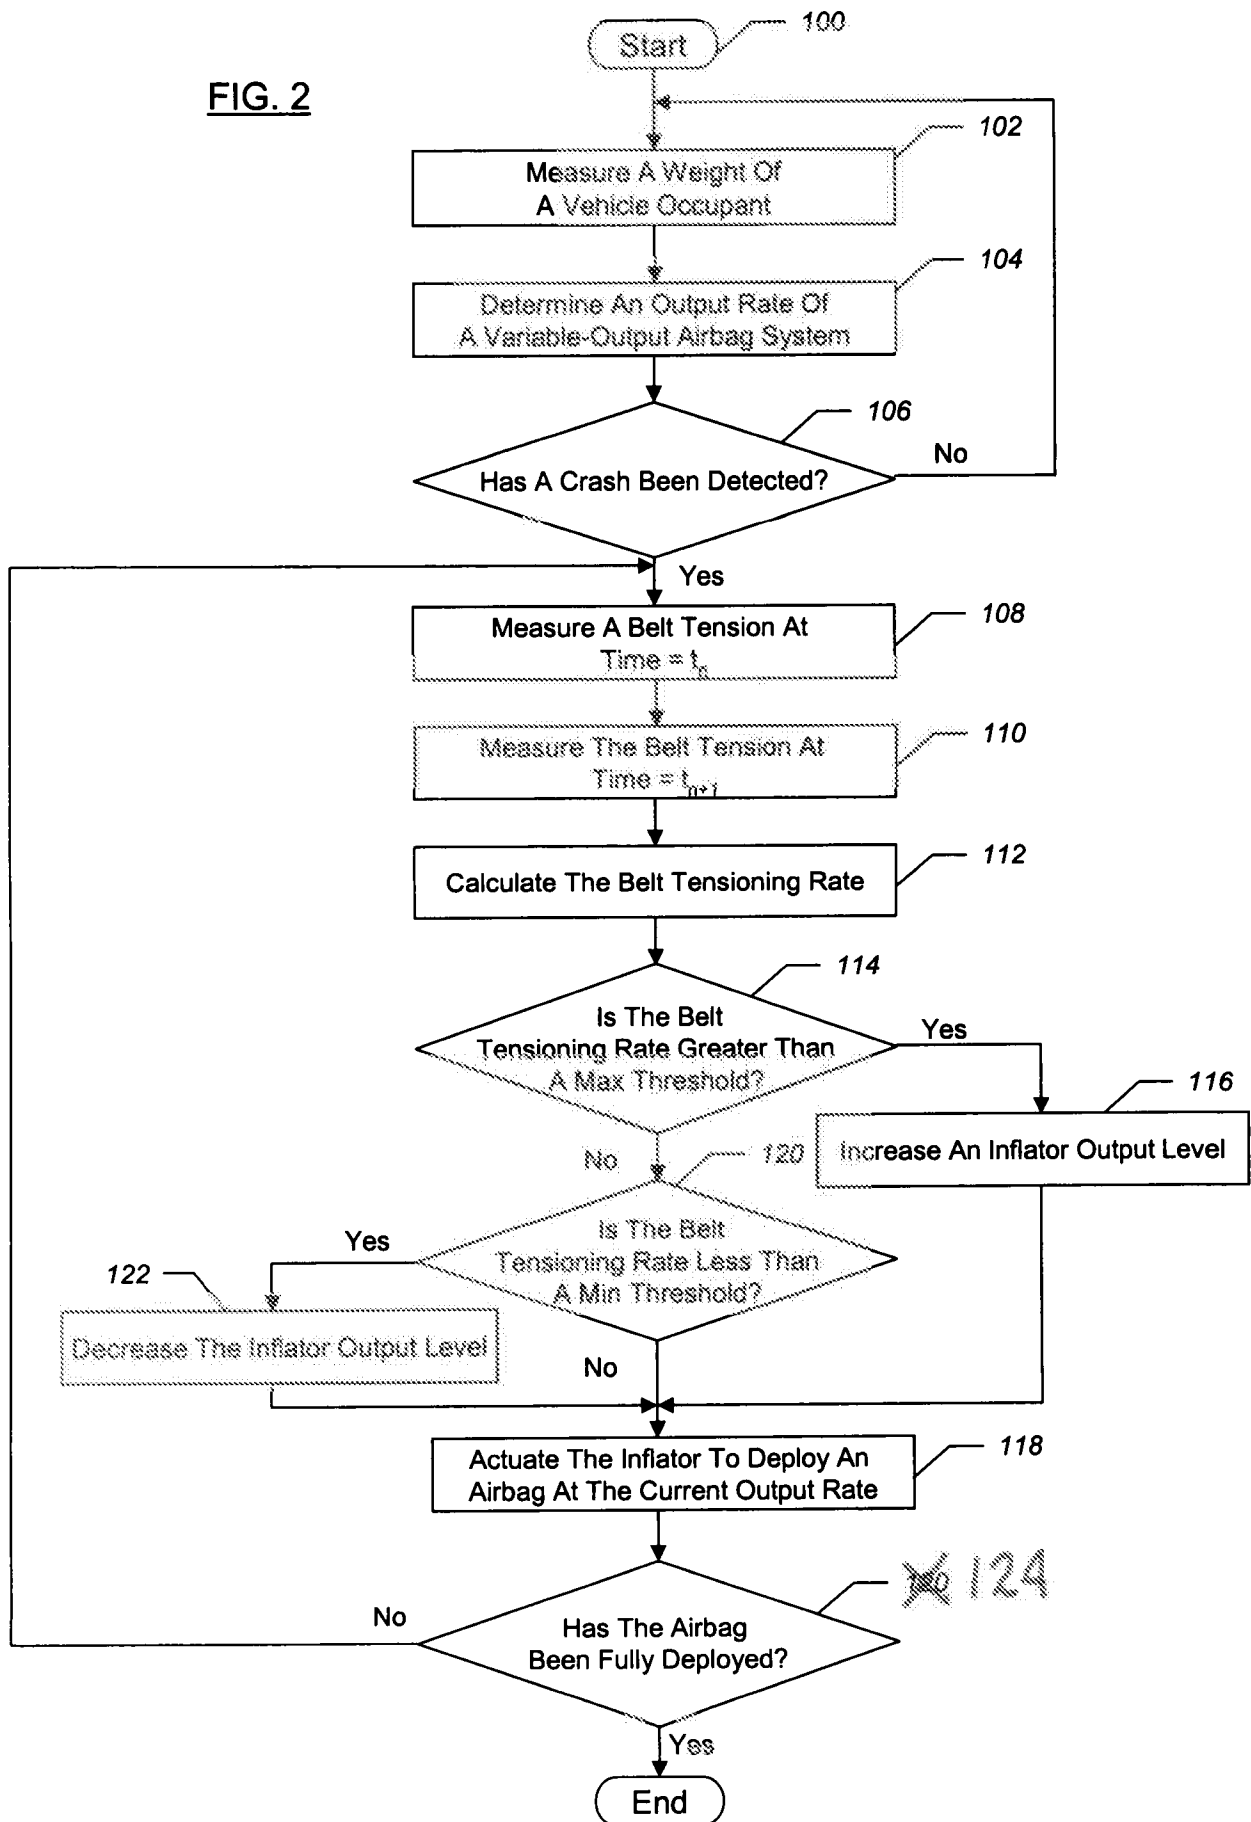 FIG. 2
Start
100
102
Measure A Weight Of
A Vehicle Occupant
104
Determine An Output Rate Of
A Variable-Output Airbag System
106
Has A Crash Been Detected?
No
Yes
108
Measure A Belt Tension At
Time = tn
110
Measure The Belt Tension At
Time = tn+1
112
Calculate The Belt Tensioning Rate
114
Is The Belt
Tensioning Rate Greater Than
A Max Threshold?
Yes
116
Increase An Inflator Output Level
No
120
Is The Belt
Tensioning Rate Less Than
A Min Threshold?
Yes
122
Decrease The Inflator Output Level
No
118
Actuate The Inflator To Deploy An
Airbag At The Current Output Rate
124
Has The Airbag
Been Fully Deployed?
No
Yes
End